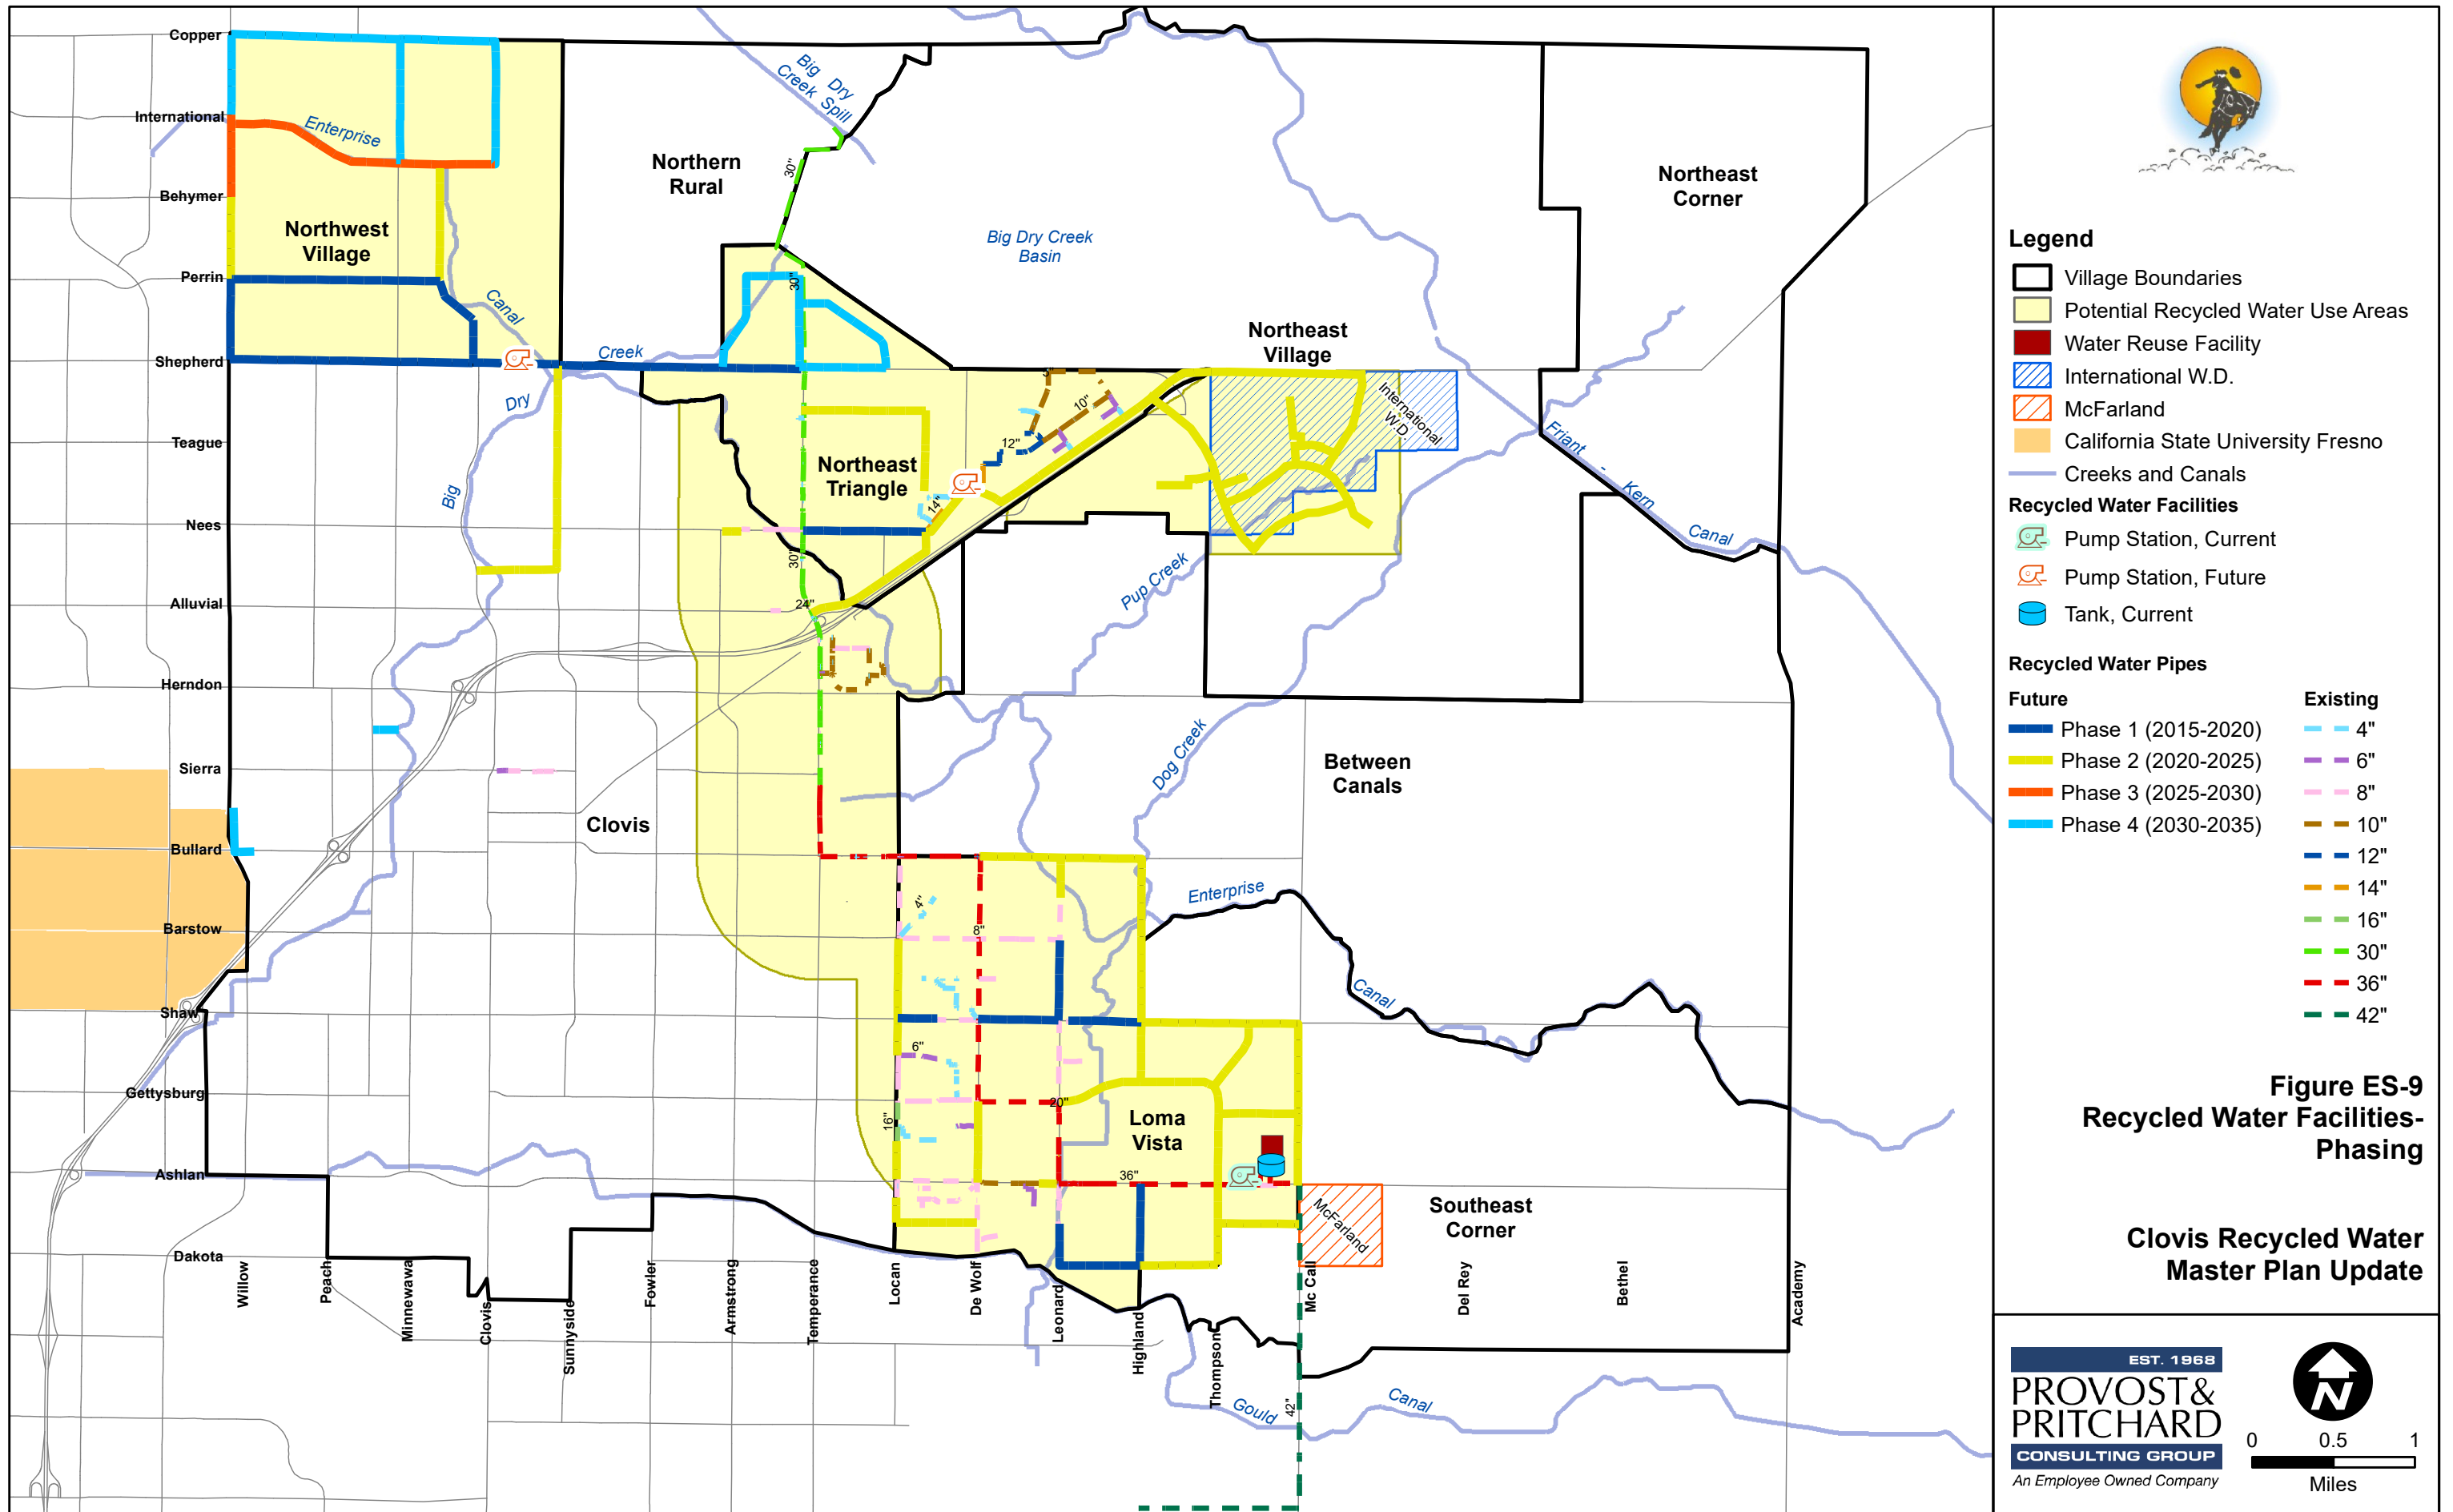 Copper
International
Behymer
Perrin
Shepherd
Teague
Nees
Alluvial
Herndon
Sierra
Bullard
Barstow
Shaw
Gettysburg
Ashlan
Dakota
Willow
Peach
Minnewawa
Clovis
Sunnyside
Fowler
Armstrong
Temperance
Locan
De Wolf
Leonard
Highland
Thompson
Mc Call
Del Rey
Bethel
Academy
Enterprise
Northwest
Village
Canal
Creek
Dry
Big
Northern
Rural
Big Dry
Creek Spill
30"
Big Dry Creek
Basin
Northeast
Corner
Northeast
Village
30"
10"
12"
14"
International
W.D.
Northeast
Triangle
30"
24"
Friant - Kern
Canal
Pup Creek
Dog Creek
Between
Canals
Clovis
4"
8"
6"
16"
20"
36"
Loma
Vista
Enterprise
Canal
Southeast
Corner
McFarland
42"
Gould
Canal
Legend
Village Boundaries
Potential Recycled Water Use Areas
Water Reuse Facility
International W.D.
McFarland
California State University Fresno
Creeks and Canals
Recycled Water Facilities
Pump Station, Current
Pump Station, Future
Tank, Current
Recycled Water Pipes
Future
Phase 1 (2015-2020)
Phase 2 (2020-2025)
Phase 3 (2025-2030)
Phase 4 (2030-2035)
Existing
4"
6"
8"
10"
12"
14"
16"
30"
36"
42"
Figure ES-9
Recycled Water Facilities-
Phasing
Clovis Recycled Water
Master Plan Update
EST. 1968
PROVOST&
PRITCHARD
CONSULTING GROUP
An Employee Owned Company
N
0 0.5 1
Miles